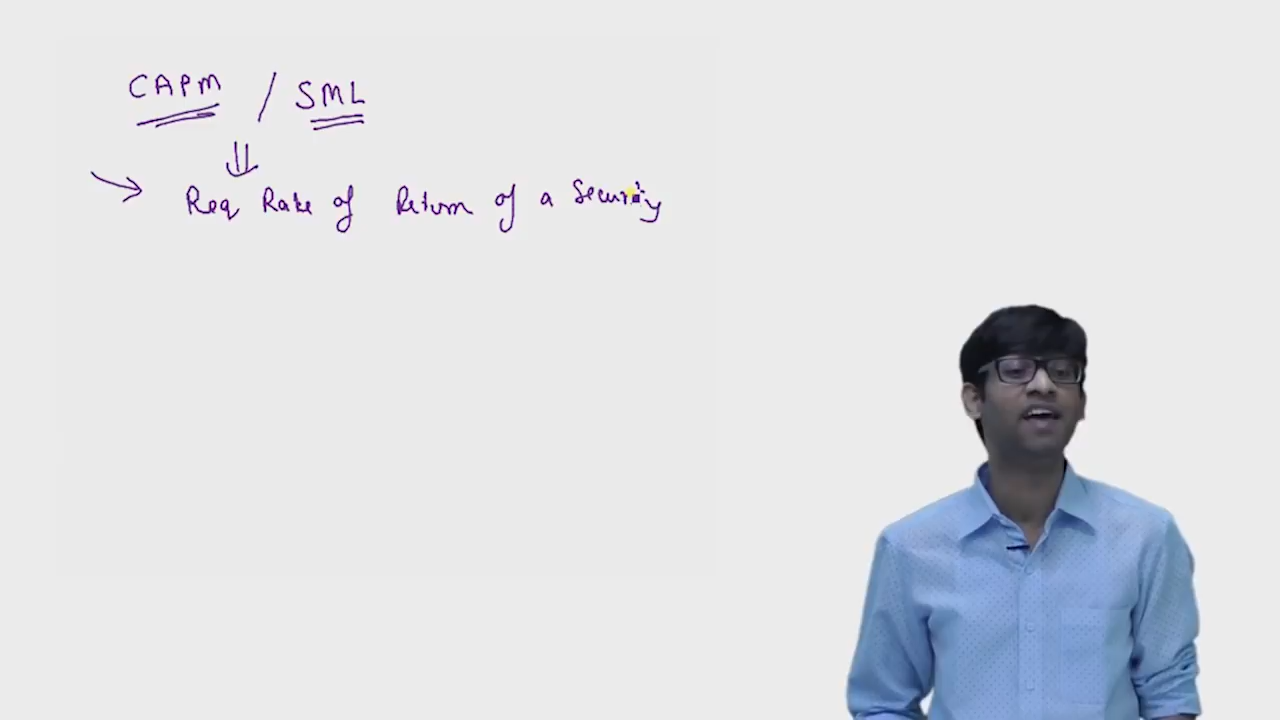 CAPM / SML
Req Rate of Return of a Security